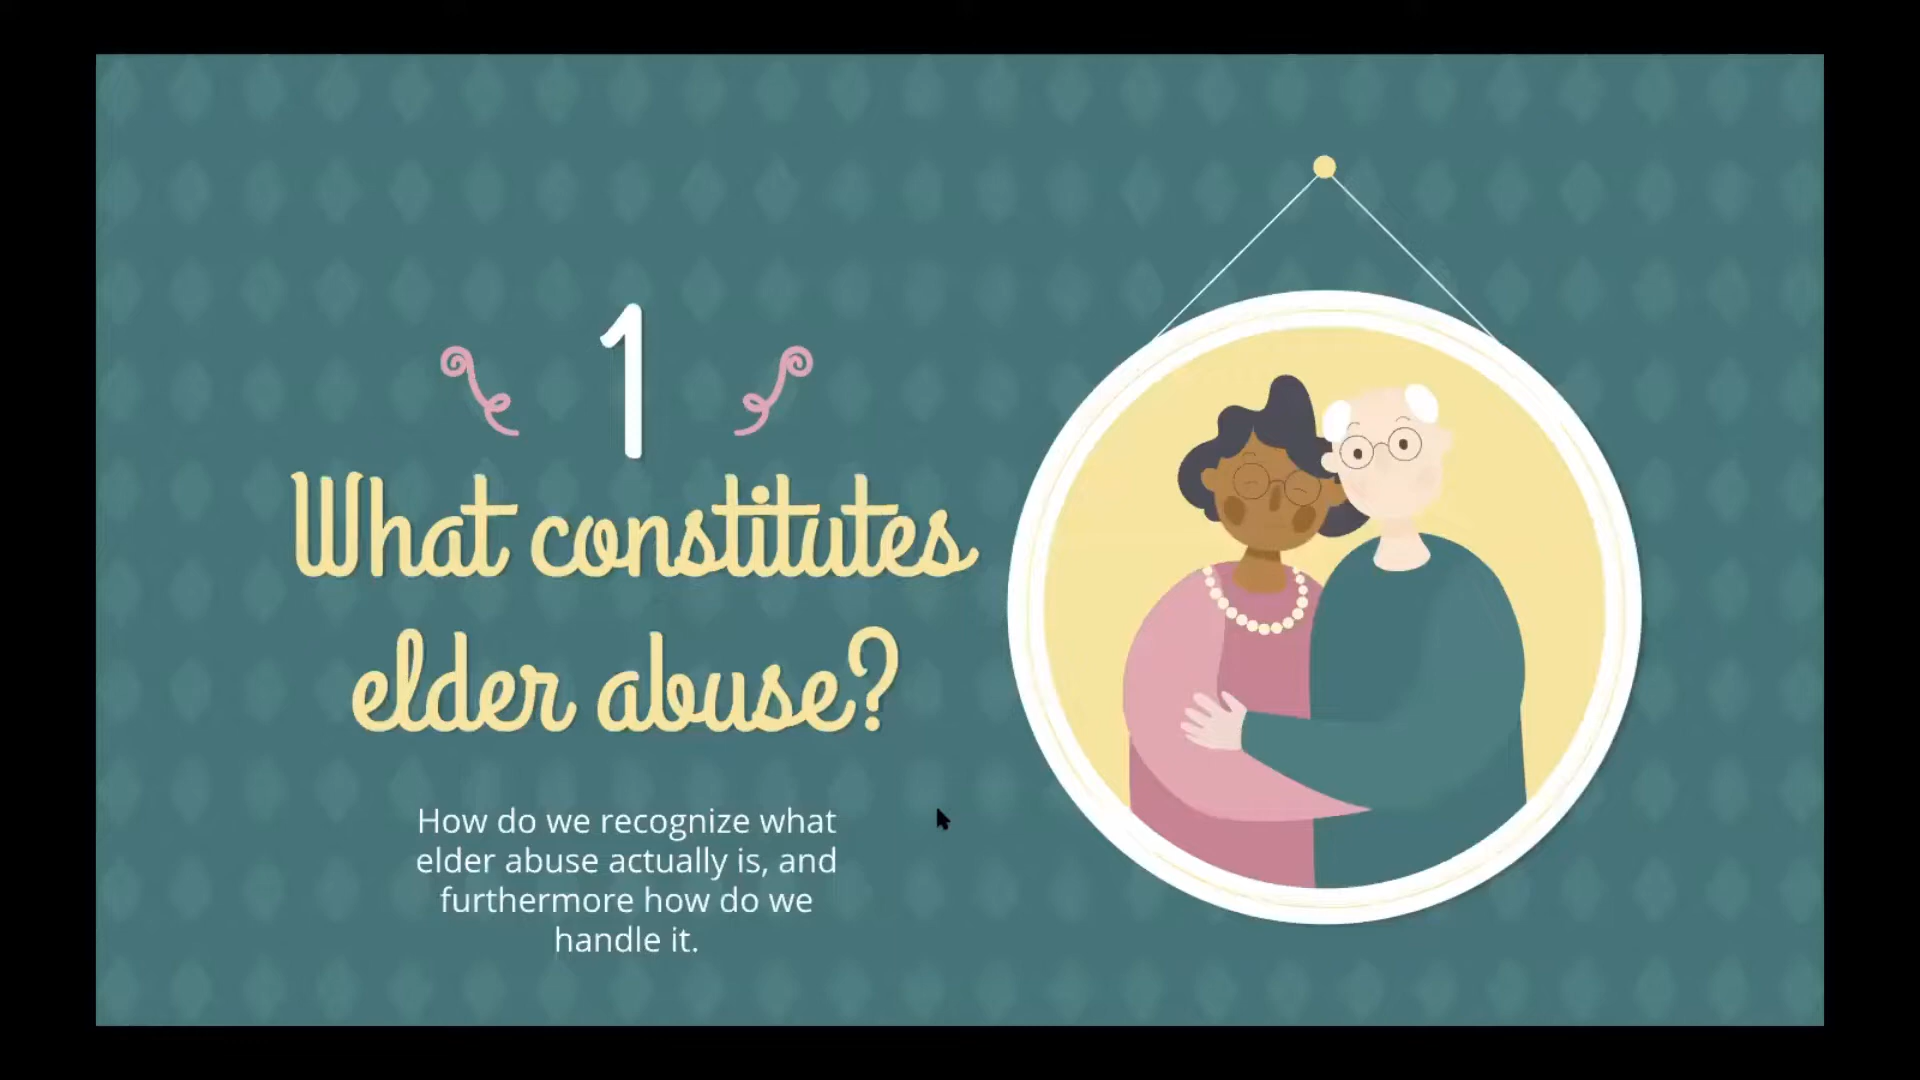 1
What constitutes
elder abuse?
How do we recognize what
elder abuse actually is, and
furthermore how do we
handle it.